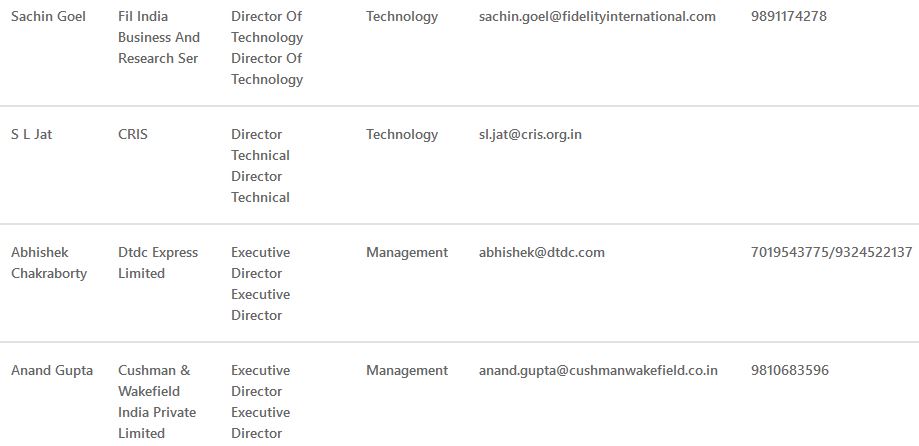 Sachin Goel Fil India Director Of Technology sachin.goel@fidelityinternational.com 9891174278
Business And Technology
Research Ser Director Of
Technology
S L Jat CRIS Director Technology sl.jat@cris.org.in
Technical
Director
Technical
Abhishek Dtdc Express Executive Management abhishek@dtdc.com 7019543775/9324522137
Chakraborty Limited Director
Executive
Director
Anand Gupta Cushman & Executive Management anand.gupta@cushmanwakefield.co.in 9810683596
Wakefield Director
India Private Executive
Limited Director